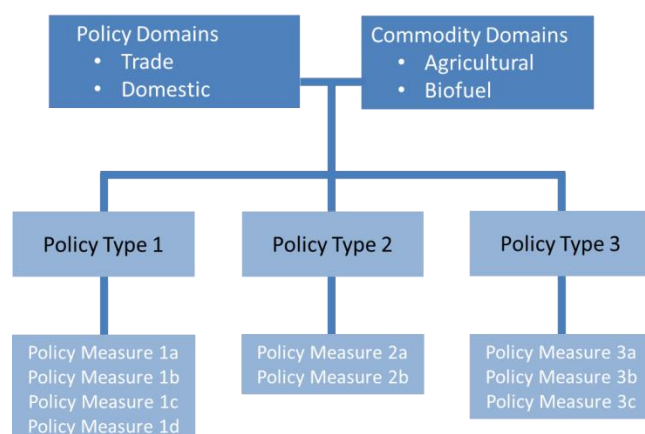 Policy Domains
• Trade
• Domestic
Commodity Domains
• Agricultural
• Biofuel
Policy Type 1
Policy Type 2
Policy Type 3
Policy Measure 1a
Policy Measure 1b
Policy Measure 1c
Policy Measure 1d
Policy Measure 2a
Policy Measure 2b
Policy Measure 3a
Policy Measure 3b
Policy Measure 3c